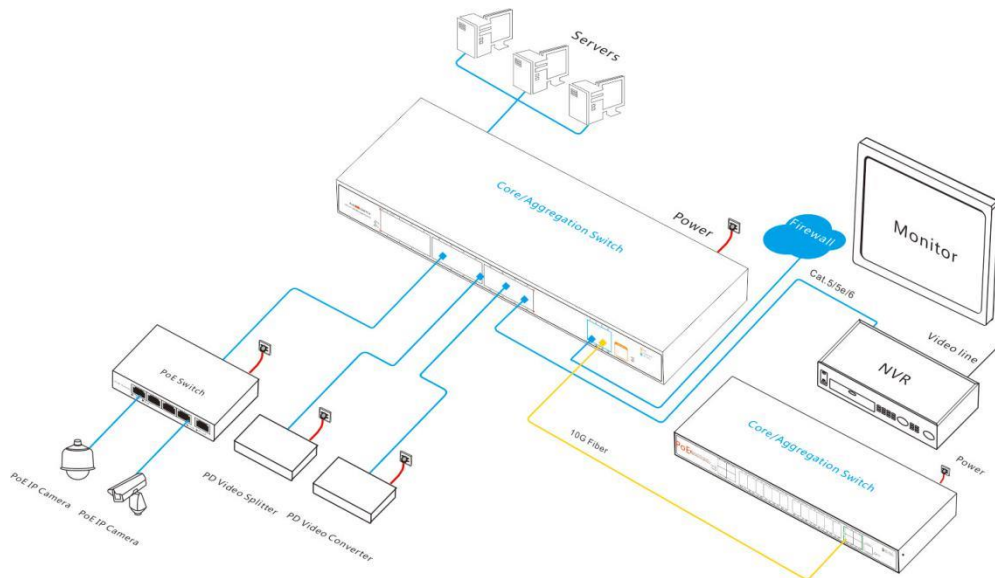 Servers
Core/Aggregation Switch
Power
Firewall
Monitor
Cat.5/5e/6
Video line
NVR
PoE Switch
10G Fiber
PoE
Core/Aggregation Switch
Power
PoE IP Camera
PoE IP Camera
PD Video Splitter
PD Video Converter